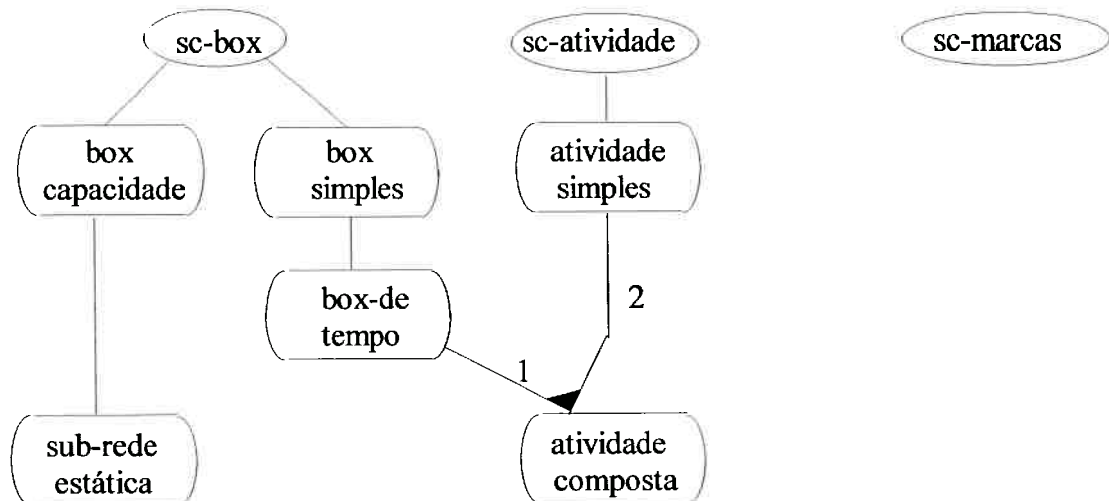 sc-box
sc-atividade
sc-marcas
box
capacidade
box
simples
atividade
simples
box-de
tempo
2
1
sub-rede
estática
atividade
composta